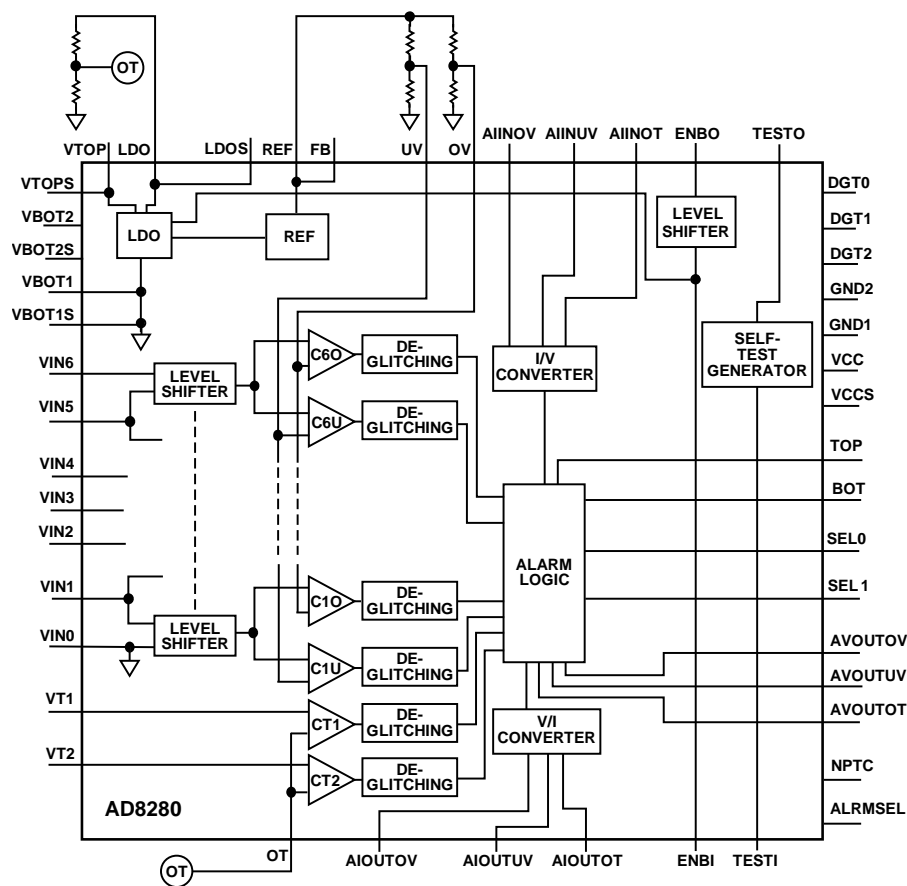 OT
VTOP LDO LDOS REF FB UV OV
AIINOV AIINUV AIINOT ENBO TESTO
VTOPS
VBOT2
VBOT2S
VBOT1
VBOT1S
VIN6
VIN5
VIN4
VIN3
VIN2
VIN1
VIN0
VT1
VT2
LDO
REF
LEVEL
SHIFTER
LEVEL
SHIFTER
LEVEL
SHIFTER
C6O
DE-
GLITCHING
C6U
DE-
GLITCHING
C1O
DE-
GLITCHING
C1U
DE-
GLITCHING
CT1
DE-
GLITCHING
CT2
DE-
GLITCHING
I/V
CONVERTER
ALARM
LOGIC
V/I
CONVERTER
SELF-
TEST
GENERATOR
DGT0
DGT1
DGT2
GND2
GND1
VCC
VCCS
TOP
BOT
SEL0
SEL1
AVOUTOV
AVOUTUV
AVOUTOT
NPTC
ALRMSEL
AD8280
OT
OT
AIOUTOV AIOUTUV AIOUTOT ENBI TESTI